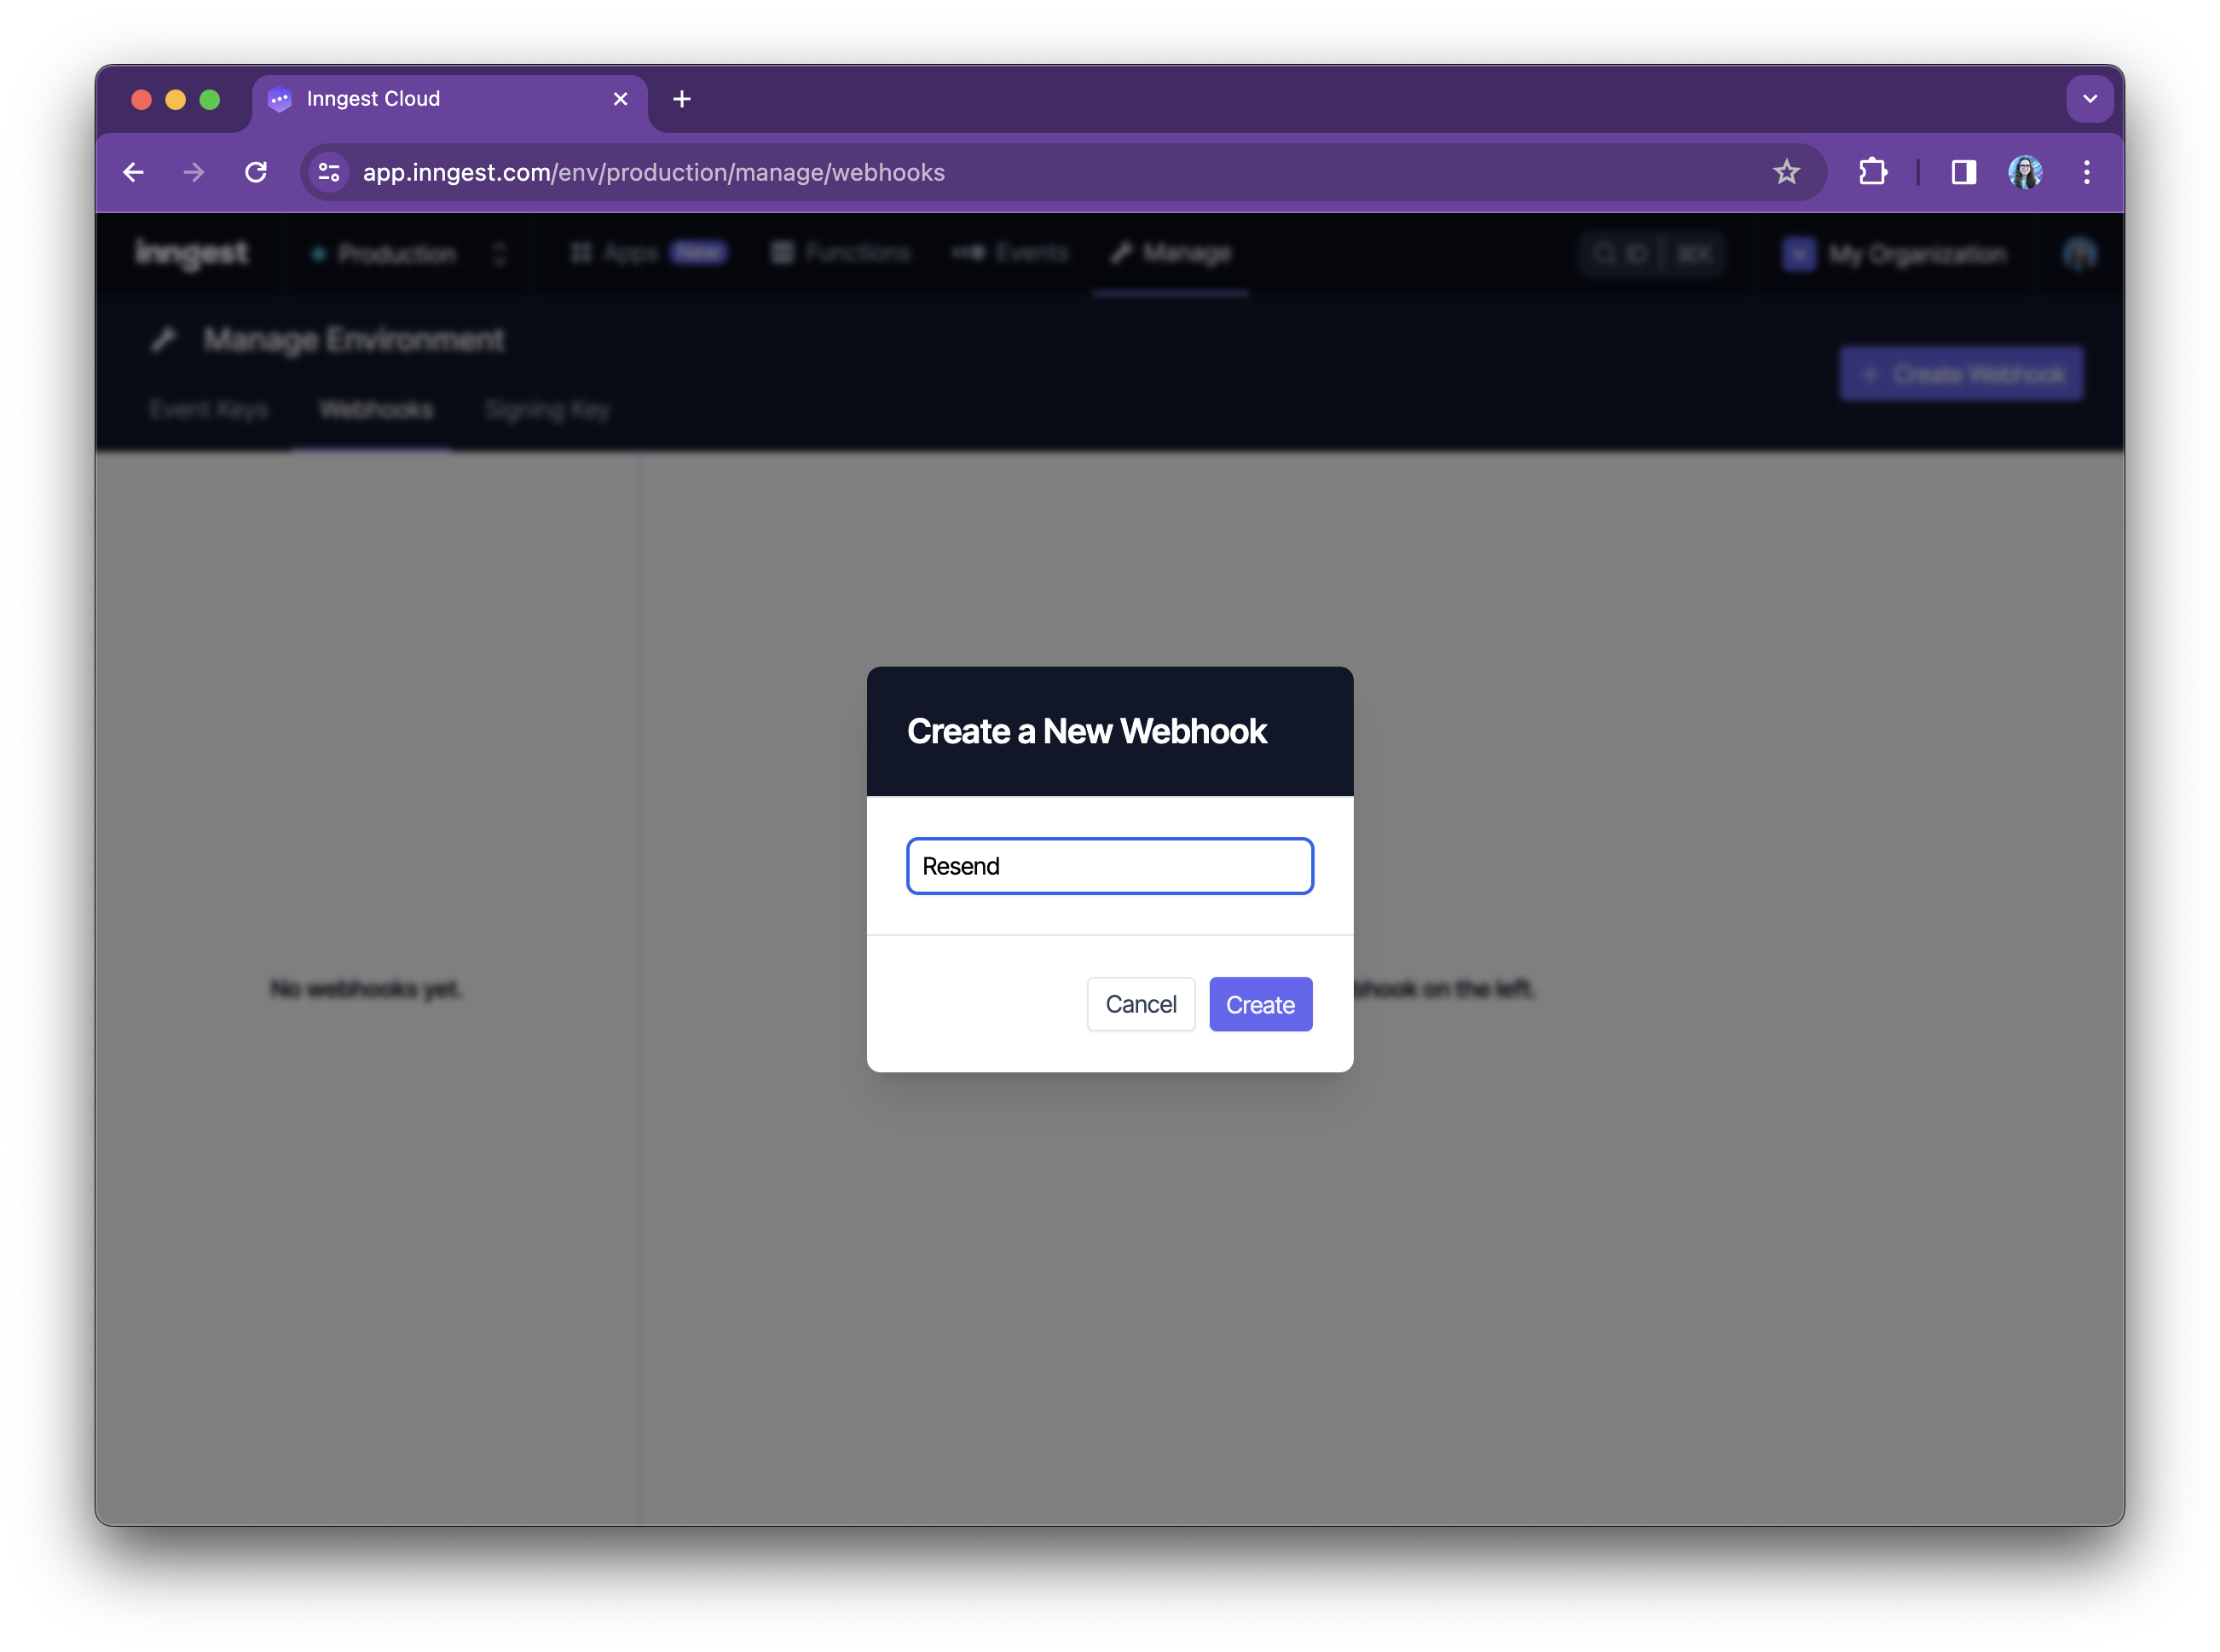 Inngest Cloud
app.inngest.com/env/production/manage/webhooks
inngest
Production
Apps New
Functions
Events
Manage
ID ⌘K
My Organization
Manage Environment
Event Keys
Webhooks
Signing Key
+ Create Webhook
Create a New Webhook
Resend
Cancel
Create
No webhooks yet.
on the left.